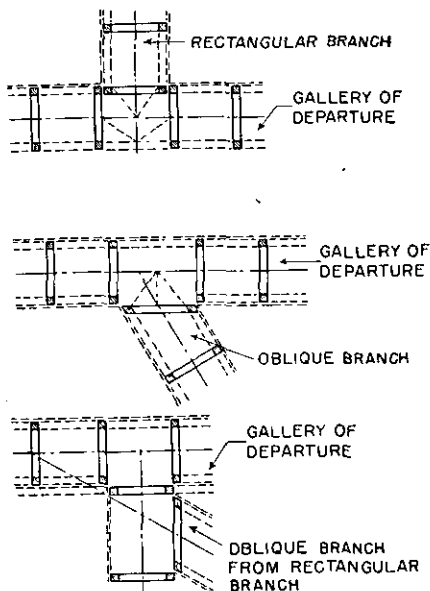 RECTANGULAR BRANCH
GALLERY OF
DEPARTURE
GALLERY OF
DEPARTURE
OBLIQUE BRANCH
GALLERY OF
DEPARTURE
OBLIQUE BRANCH
FROM RECTANGULAR
BRANCH